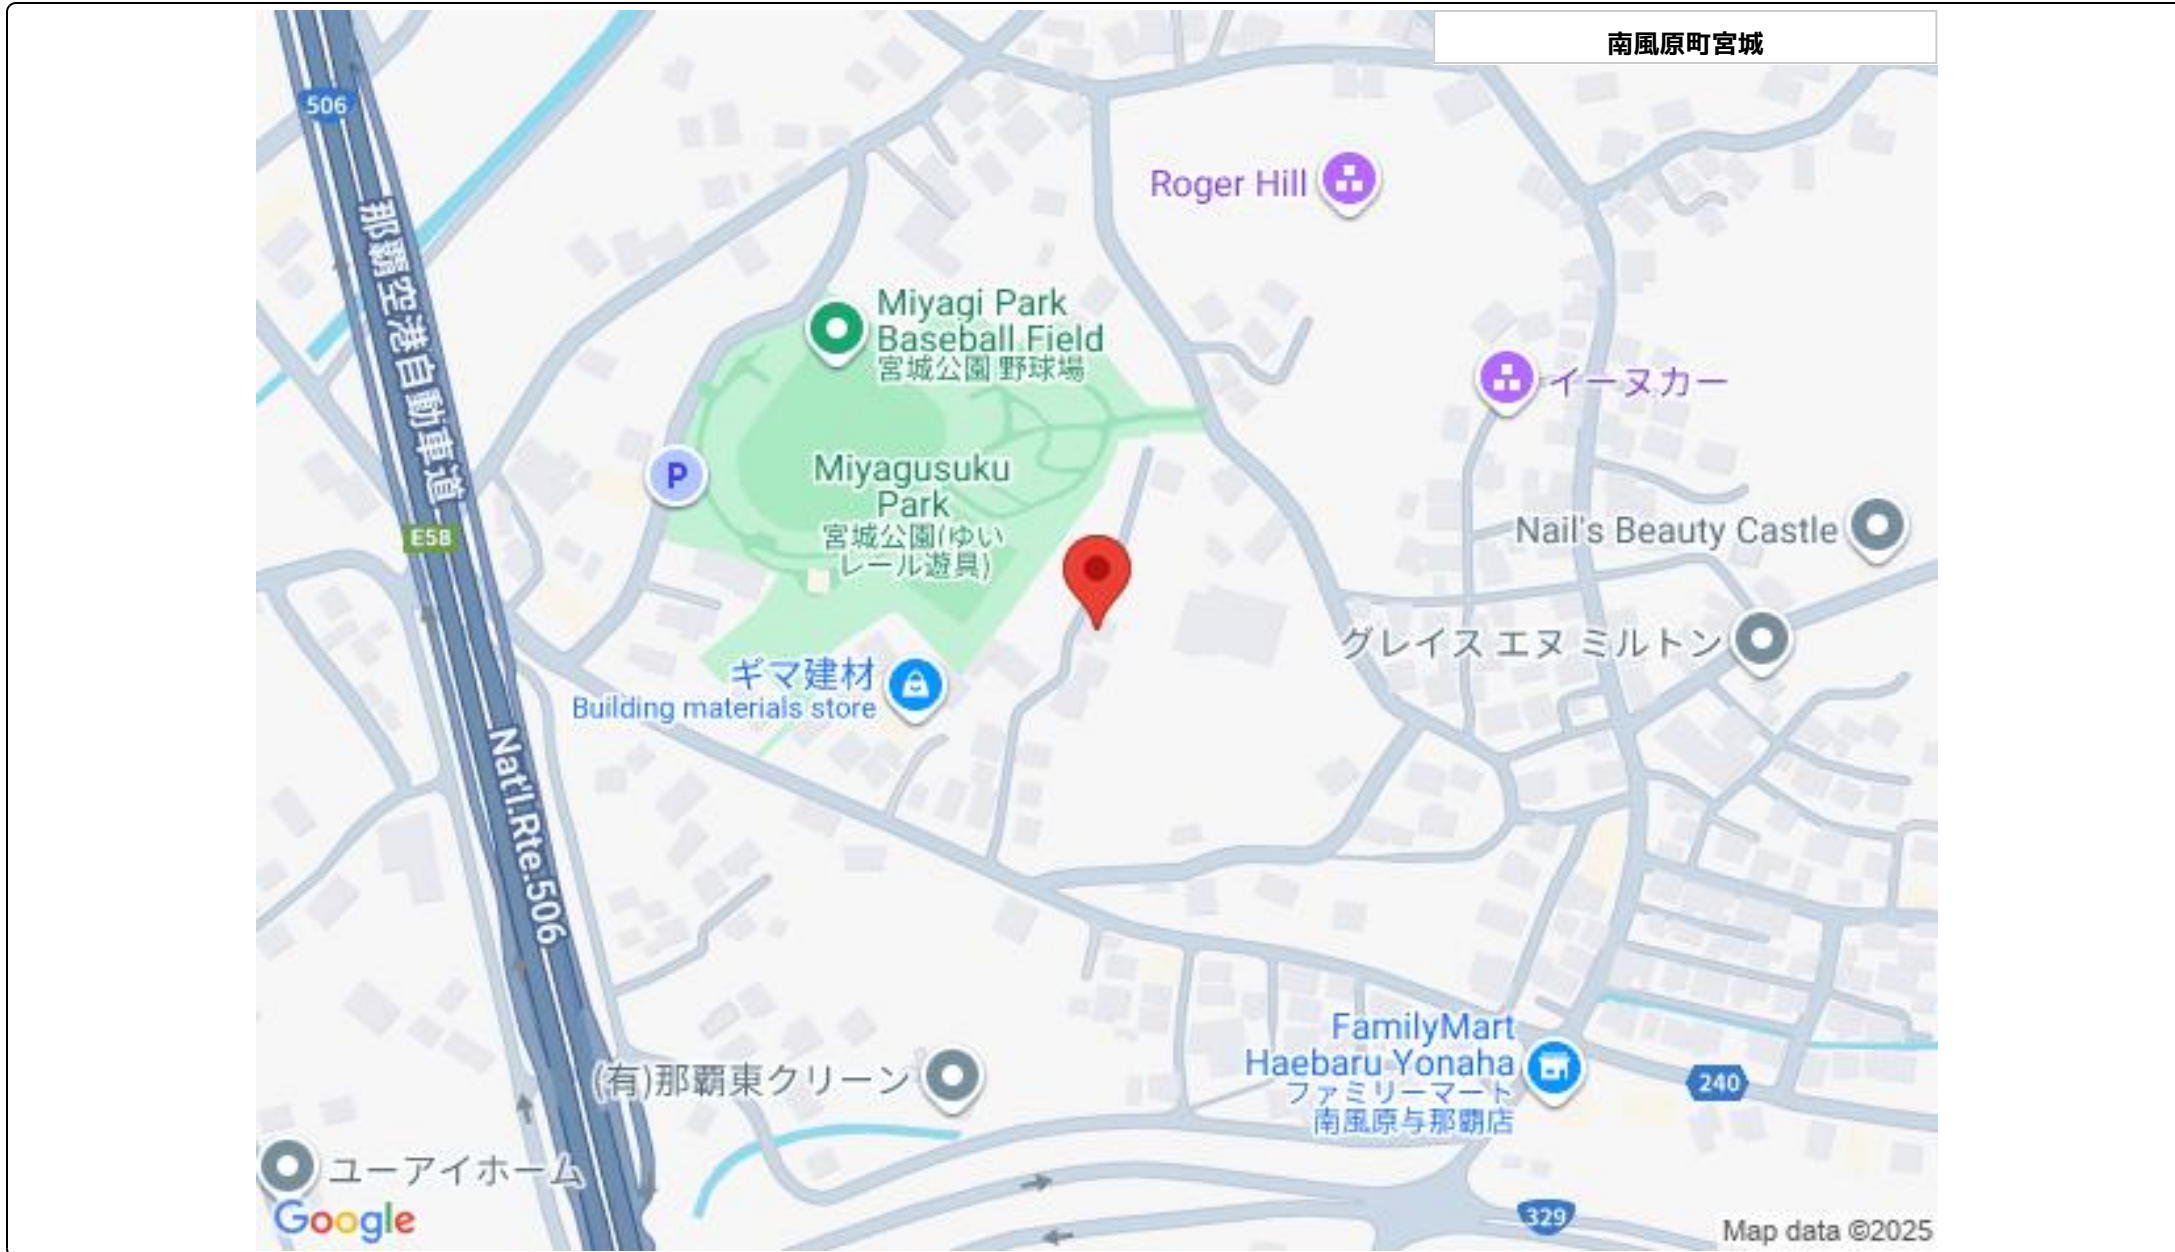 南風原町宮城
506
那覇空港自動車道
Roger Hill
Miyagi Park
Baseball Field
宮城公園 野球場
イーヌカー
P
Miyagusuku
Park
宮城公園(ゆい
レール遊具)
E58
Nail's Beauty Castle
グレイス エヌ ミルトン
ギマ建材
Building materials store
Nat'l.Rte.506
FamilyMart
Haebaru Yonaha
ファミリーマート
南風原与那覇店
240
(有)那覇東クリーン
ユーアイホーム
Google
329
Map data ©2025